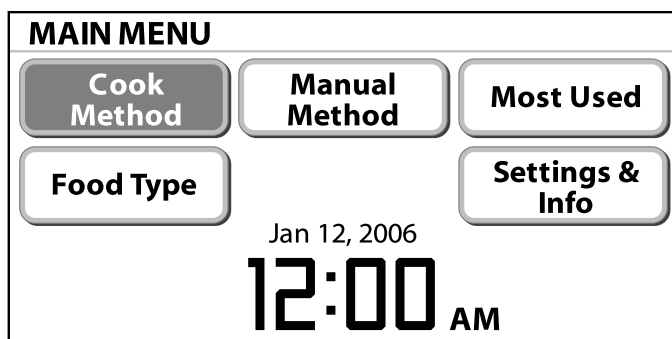 MAIN MENU
Cook
Method
Manual
Method
Most Used
Food Type
Settings &
Info
Jan 12, 2006
12:00 AM